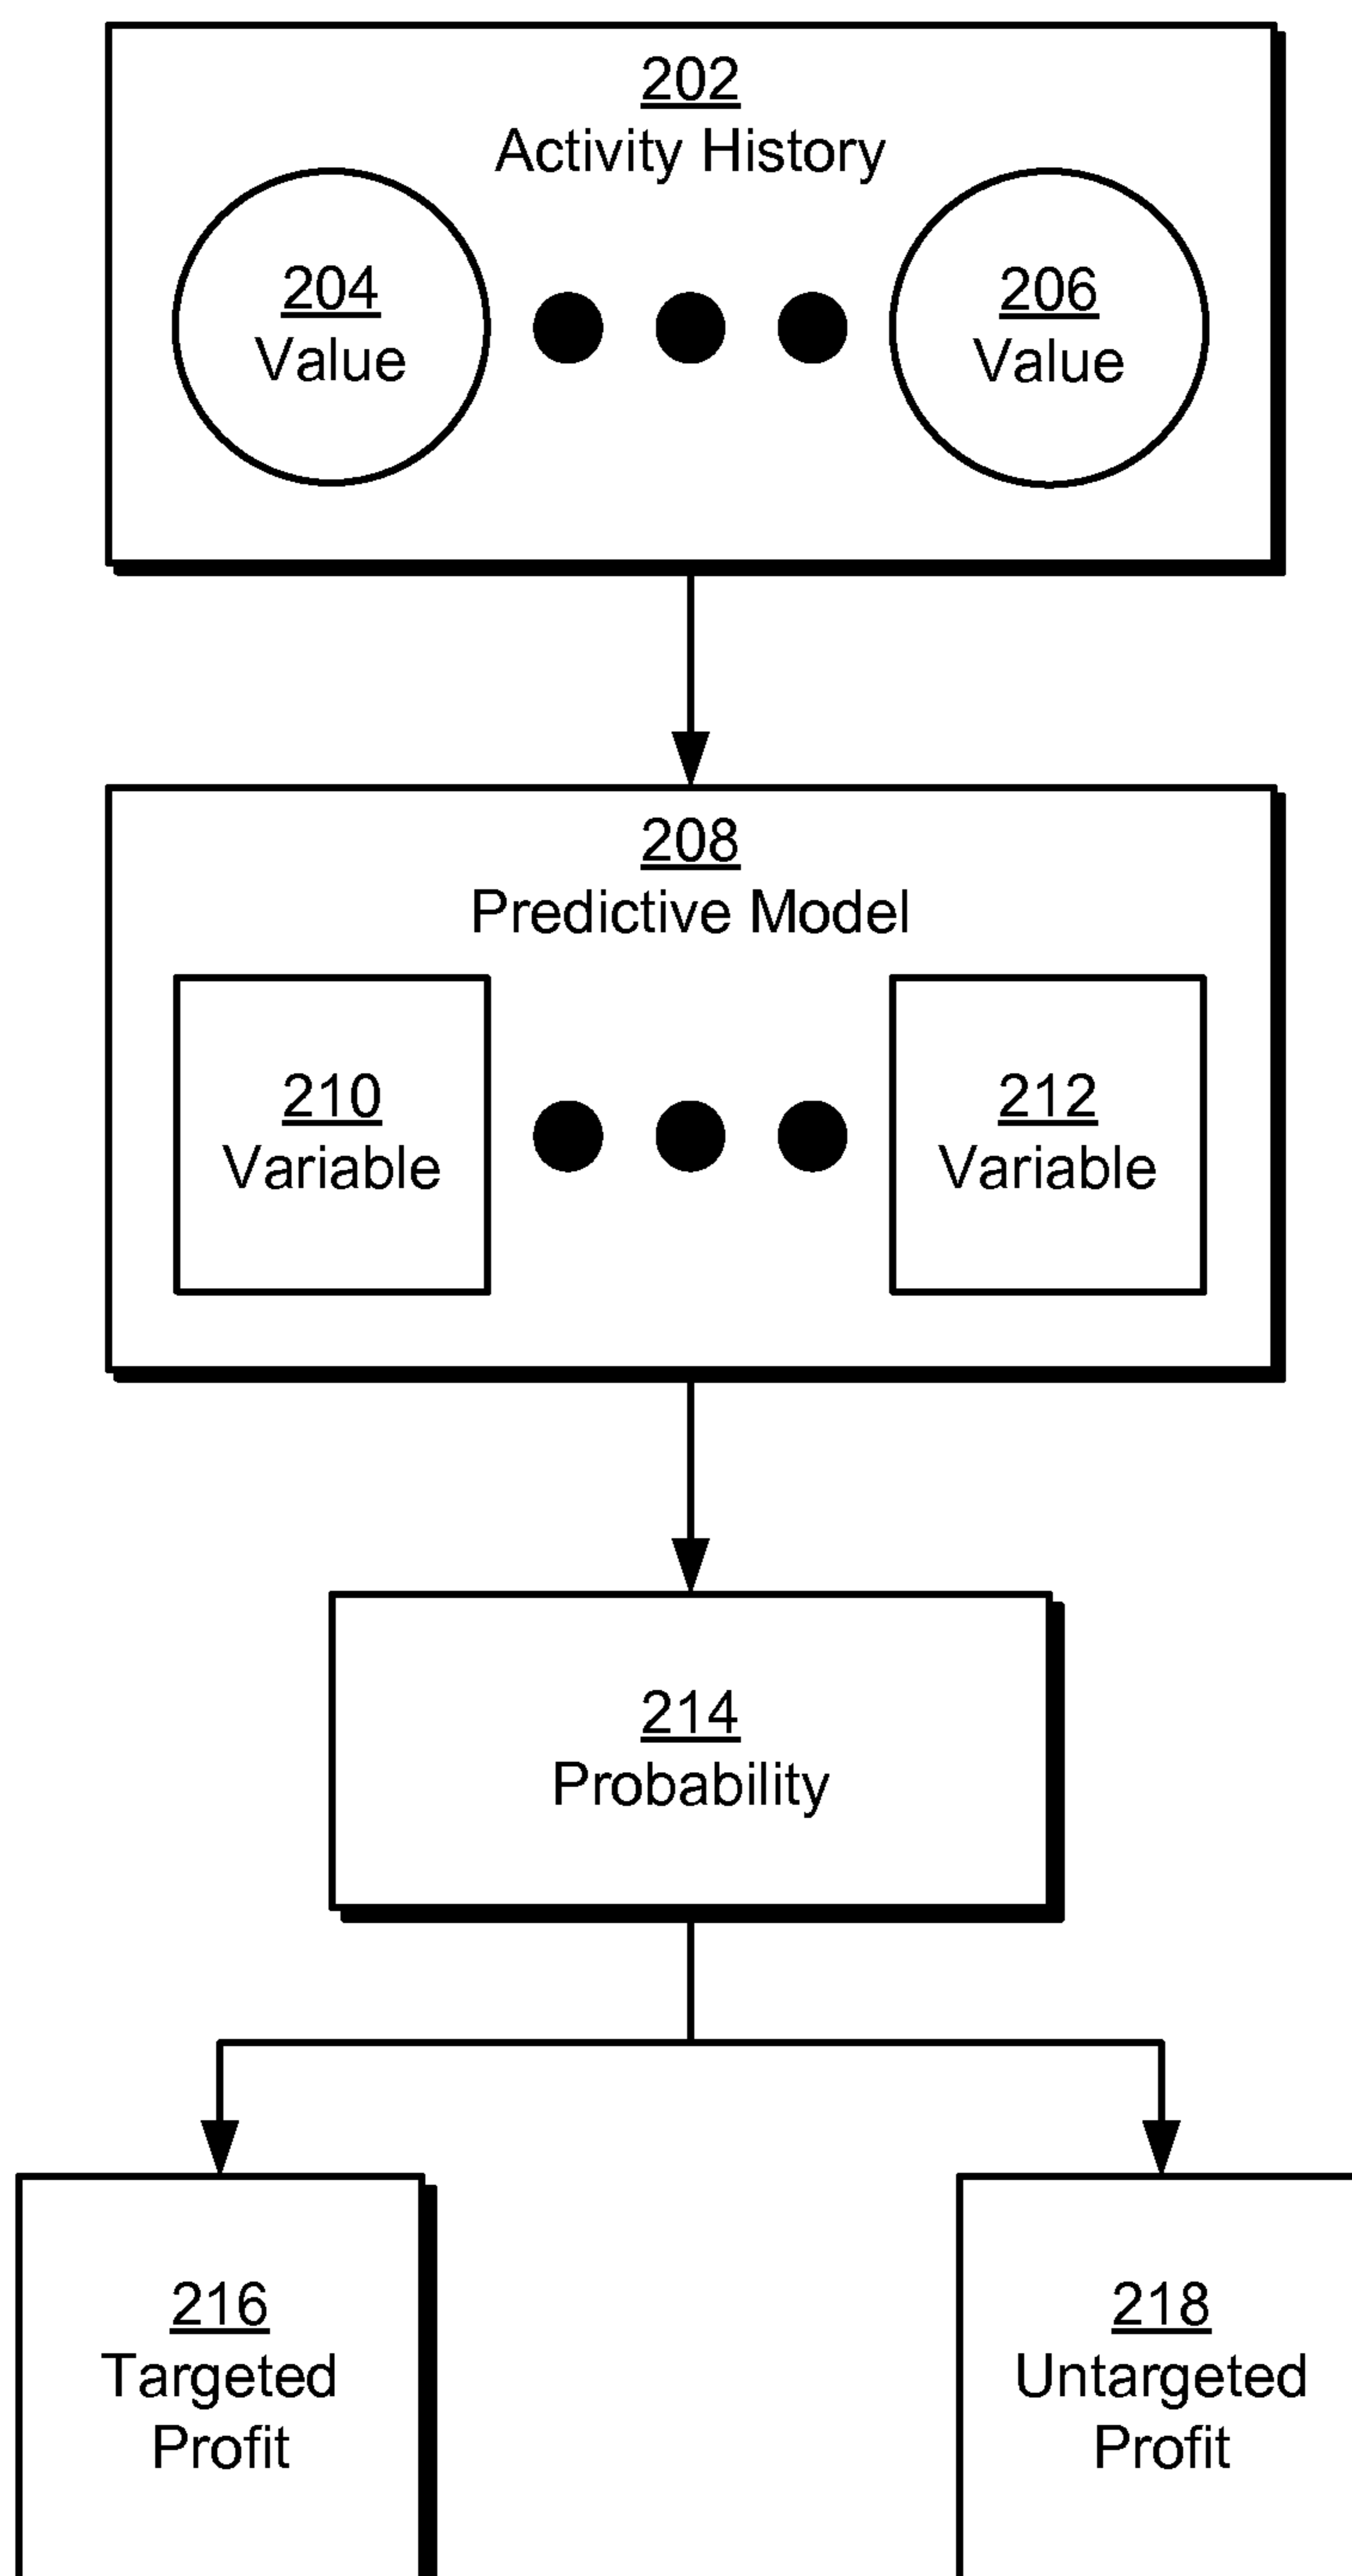 202
Activity History
204
Value
206
Value
208
Predictive Model
210
Variable
212
Variable
214
Probability
216
Targeted
Profit
218
Untargeted
Profit